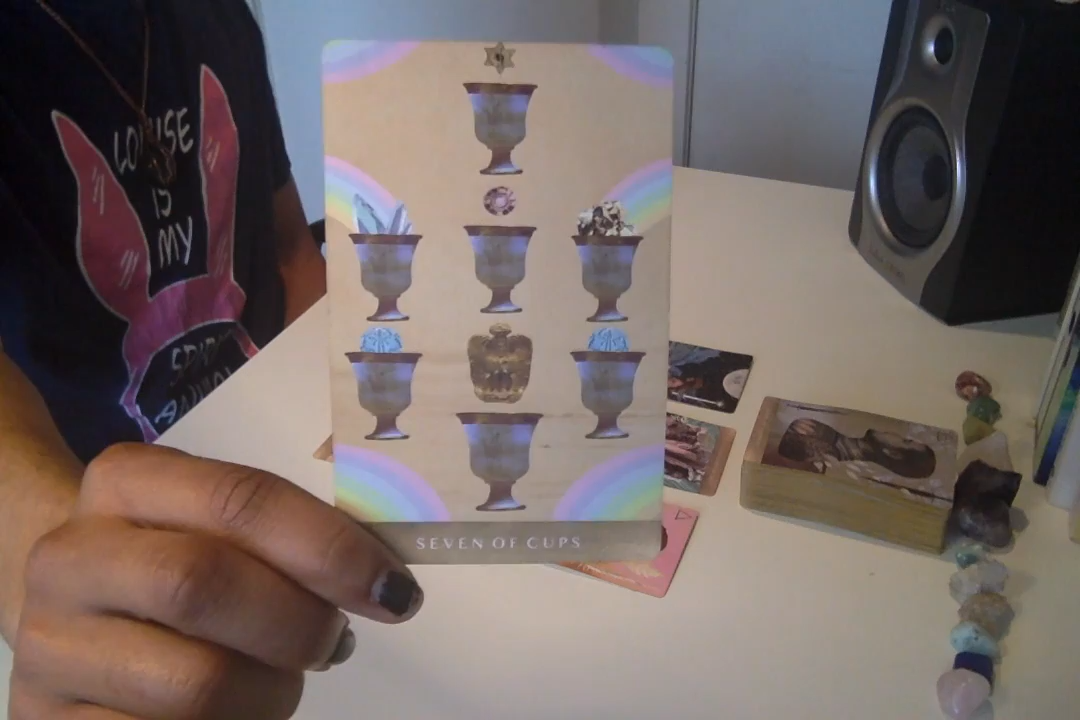 LOUISE
IS
MY
SPIRIT
ANIMAL
SEVEN OF CUPS